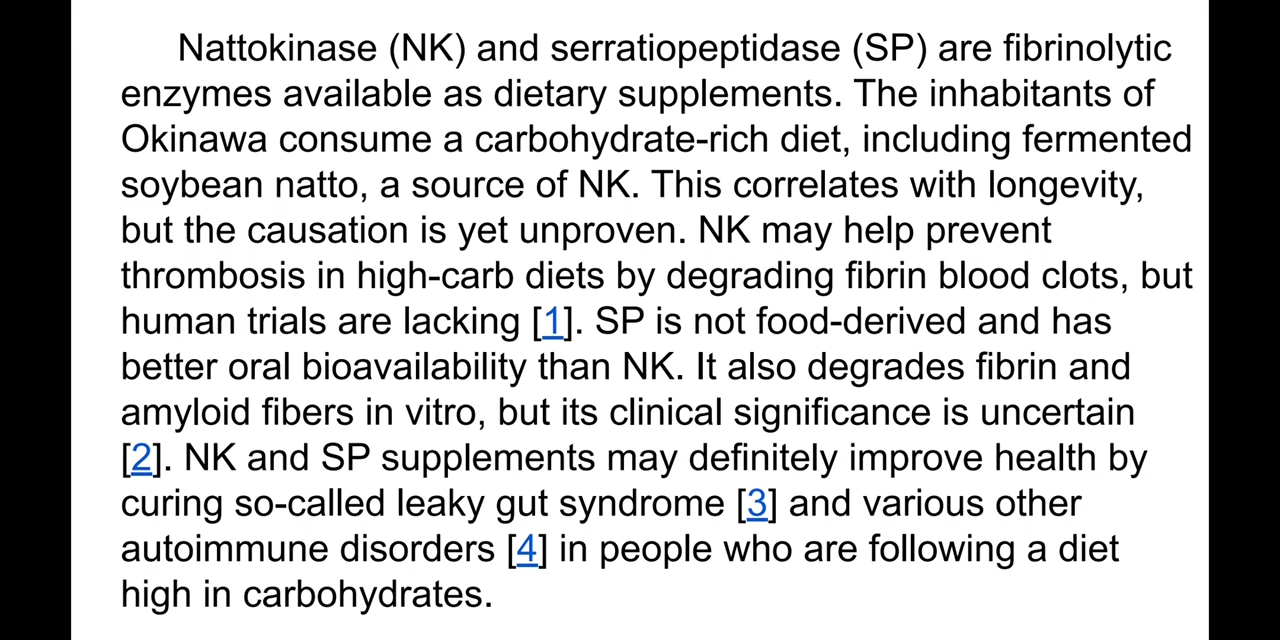 Nattokinase (NK) and serratiopeptidase (SP) are fibrinolytic
enzymes available as dietary supplements. The inhabitants of
Okinawa consume a carbohydrate-rich diet, including fermented
soybean natto, a source of NK. This correlates with longevity,
but the causation is yet unproven. NK may help prevent
thrombosis in high-carb diets by degrading fibrin blood clots, but
human trials are lacking [1]. SP is not food-derived and has
better oral bioavailability than NK. It also degrades fibrin and
amyloid fibers in vitro, but its clinical significance is uncertain
[2]. NK and SP supplements may definitely improve health by
curing so-called leaky gut syndrome [3] and various other
autoimmune disorders [4] in people who are following a diet
high in carbohydrates.